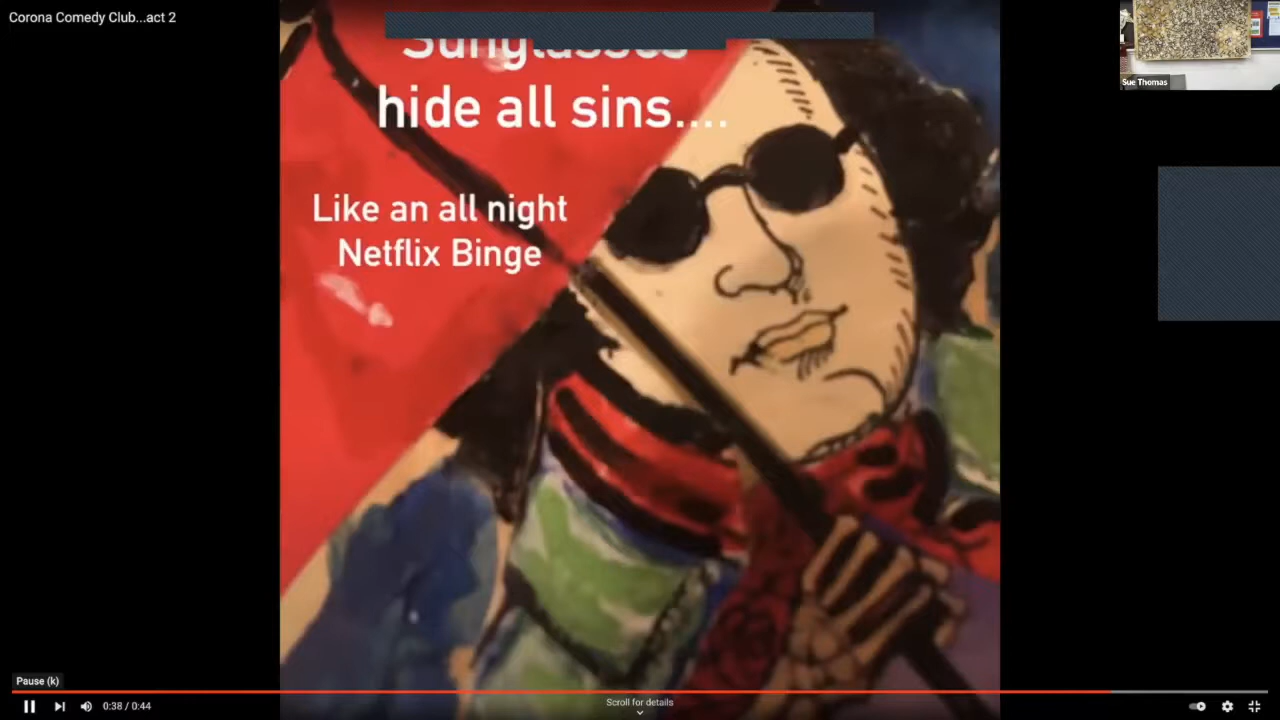 Corona Comedy Club...act 2
Sunglasses
hide all sins....
Like an all night
Netflix Binge
Sue Thomas
Pause (k)
0:38 / 0:44
Scroll for details